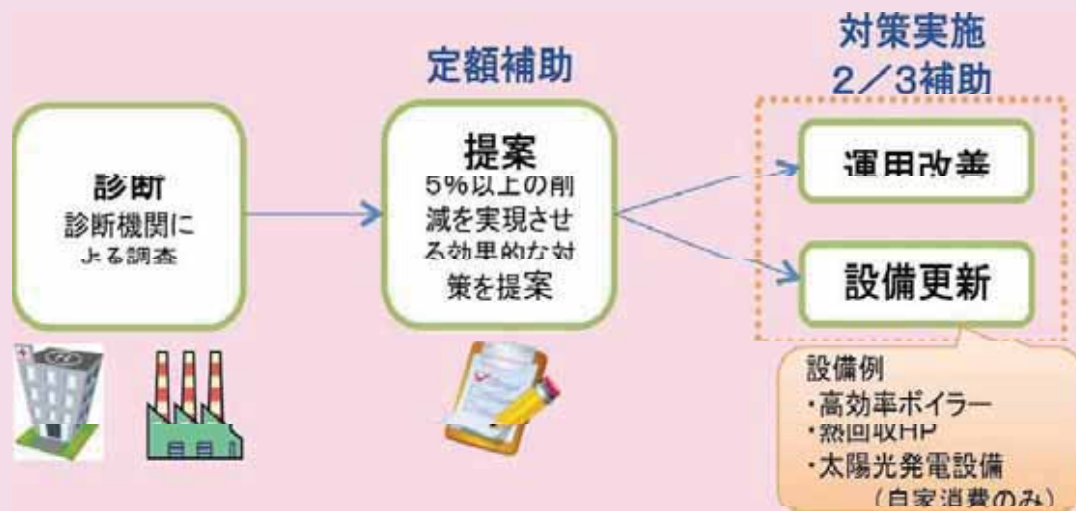 定額補助
対策実施
2/3補助
診断
診断機関に
よる調査
提案
5%以上の削
減を実現させ
る効果的な対
策を提案
運用改善
設備更新
設備例
・高効率ボイラー
・熱回収HP
・太陽光発電設備
（自家消費のみ）